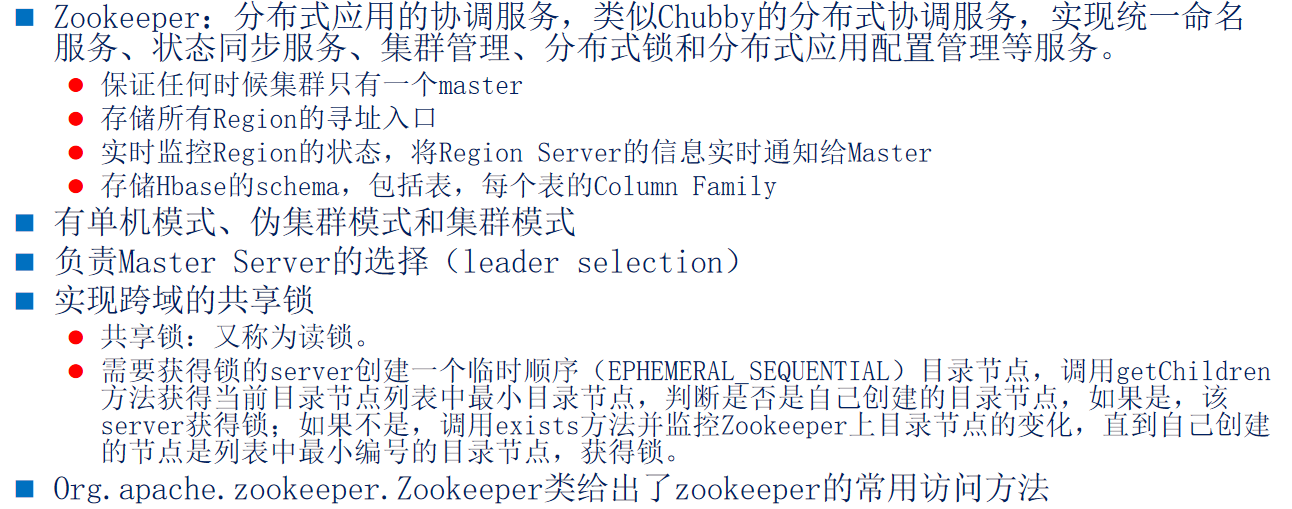 Zookeeper：分布式应用的协调服务，类似Chubby的分布式协调服务，实现统一命名
服务、状态同步服务、集群管理、分布式锁和分布式应用配置管理等服务。
保证任何时候集群只有一个master
存储所有Region的寻址入口
实时监控Region的状态，将Region Server的信息实时通知给Master
存储Hbase的schema，包括表，每个表的Column Family
有单机模式、伪集群模式和集群模式
负责Master Server的选择（leader selection）
实现跨域的共享锁
共享锁：又称为读锁。
需要获得锁的server创建一个临时顺序（EPHEMERAL_SEQUENTIAL）目录节点，调用getChildren
方法获得当前目录节点列表中最小目录节点，判断是否是自己创建的目录节点，如果是，该
server获得锁；如果不是，调用exists方法并监控Zookeeper上目录节点的变化，直到自己创建
的节点是列表中最小编号的目录节点，获得锁。
Org.apache.zookeeper.Zookeeper类给出了zookeeper的常用访问方法